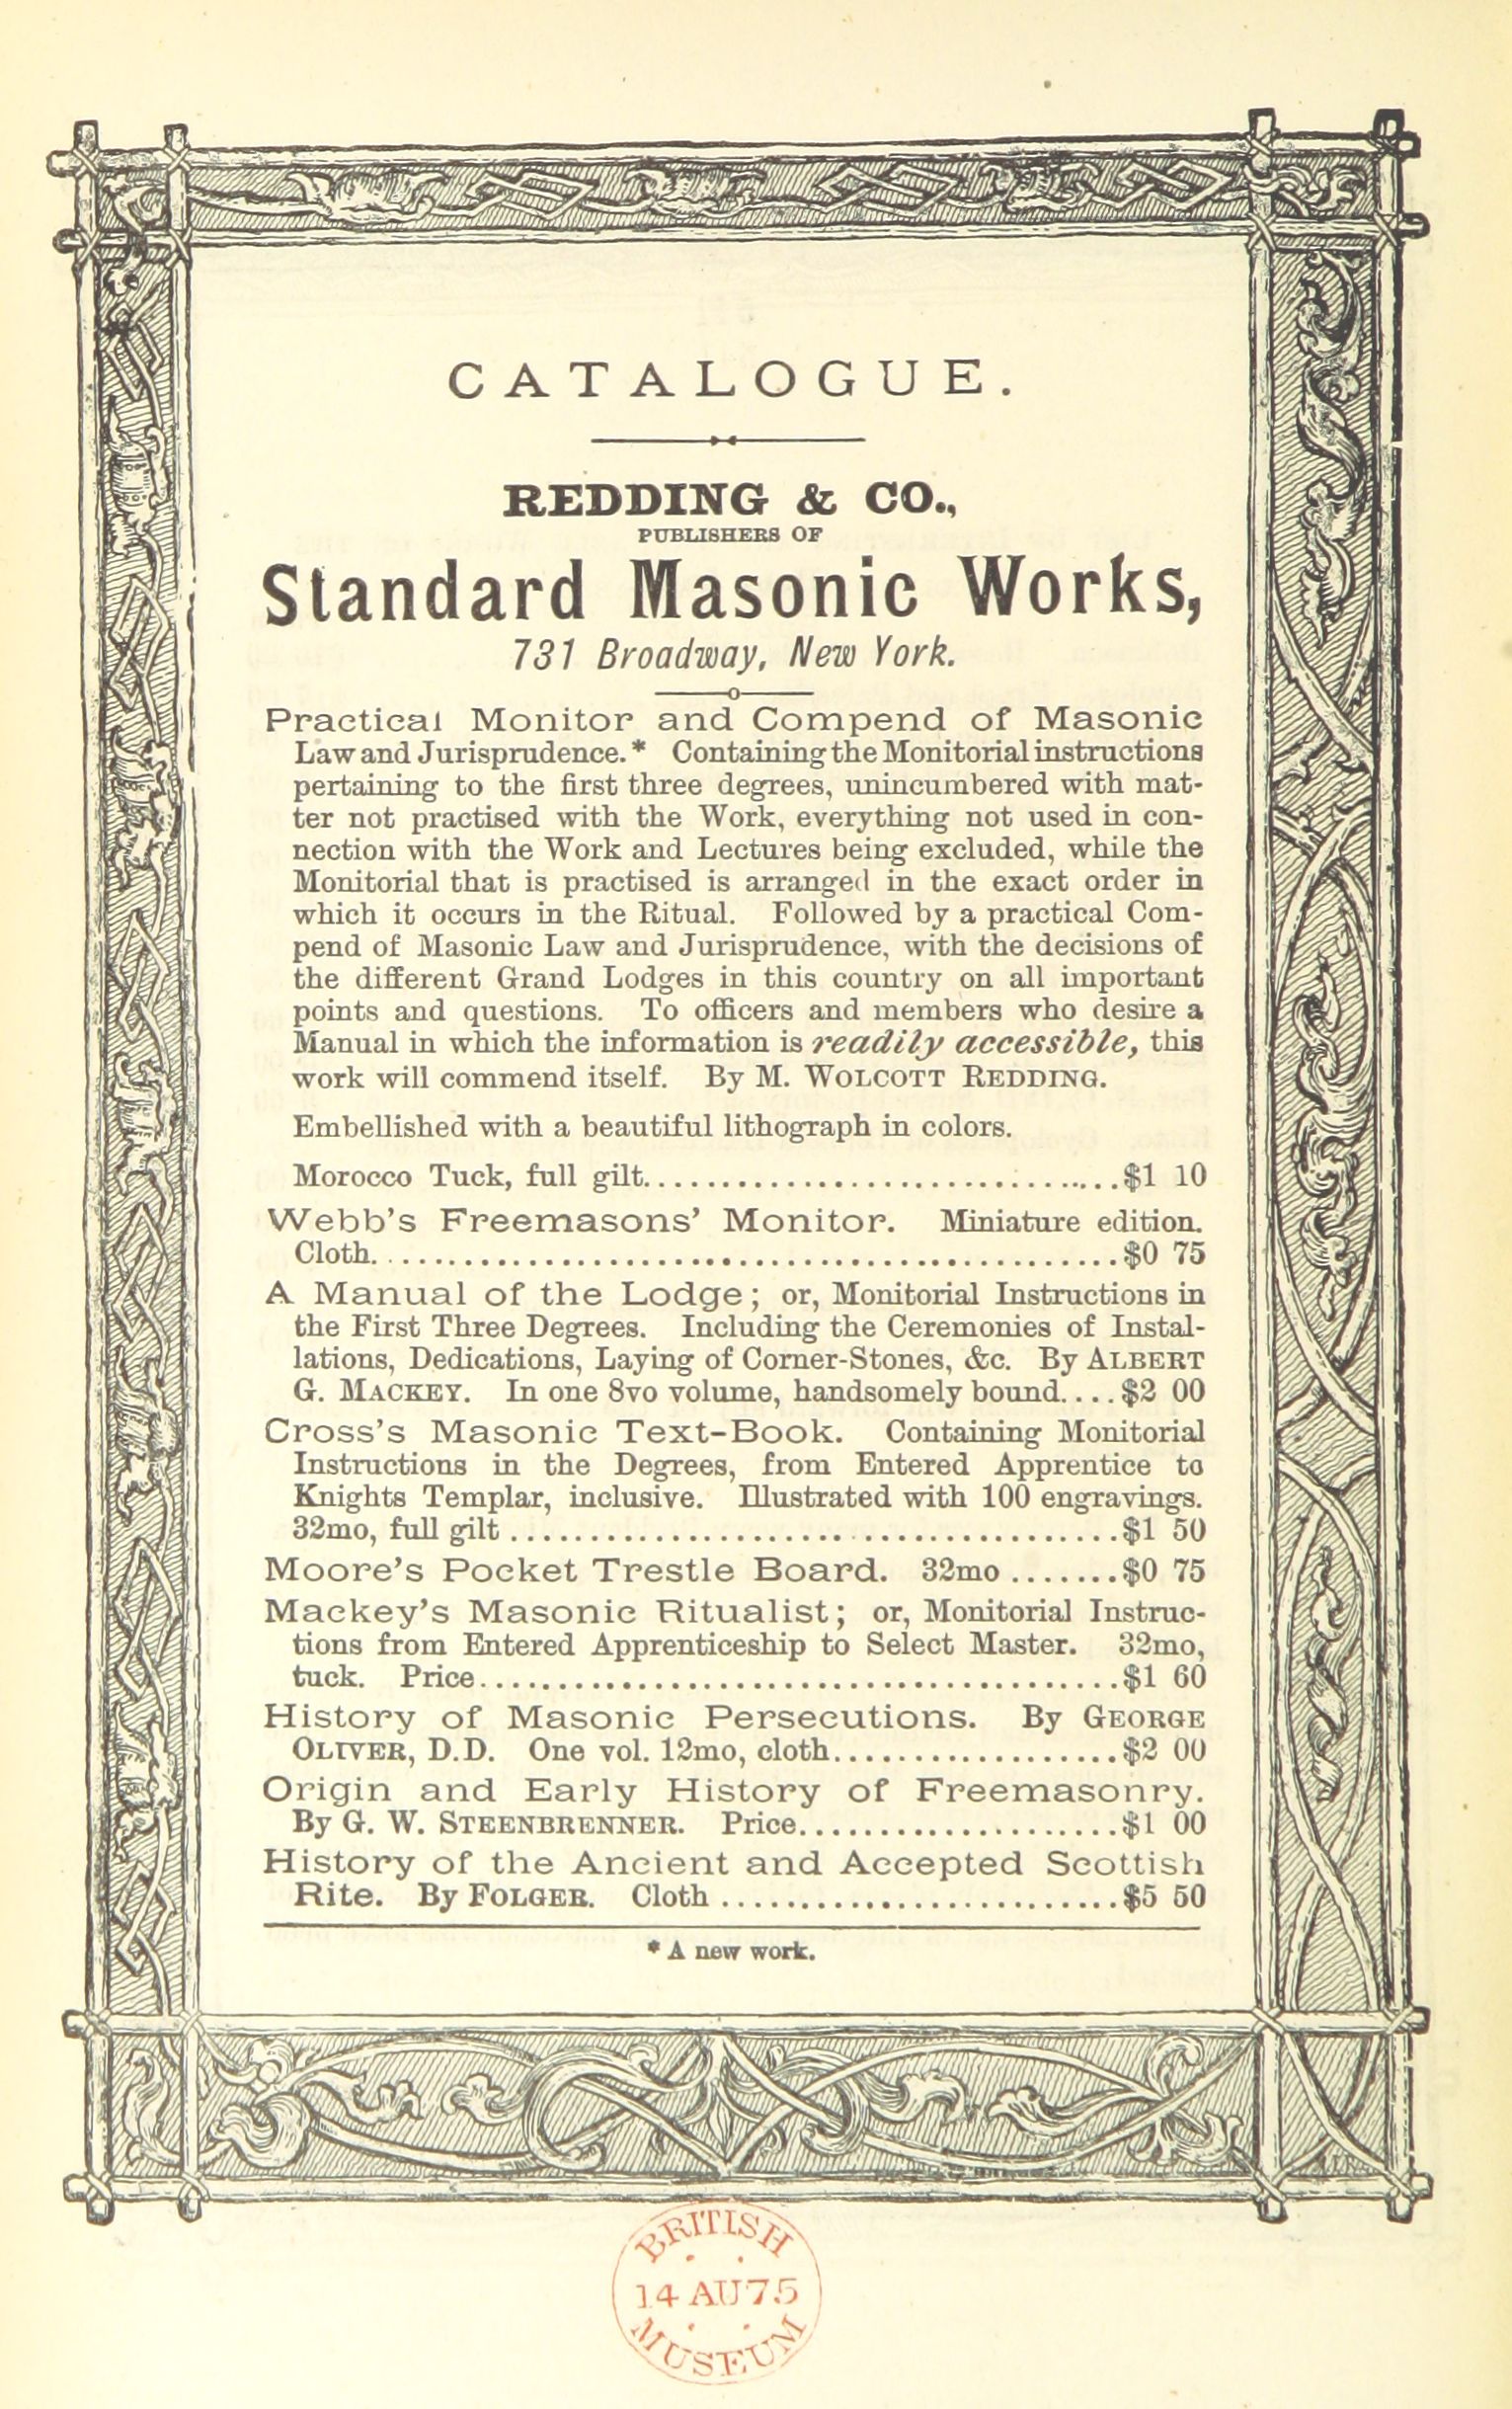 CATALOGUE.
REDDING & CO.,
PUBLISHERS OF
Standard Masonic Works,
731 Broadway, New York.
Practical Monitor and Compend of Masonic
Law and Jurisprudence.* Containing the Monitorial instructions
pertaining to the first three degrees, unincumbered with mat-
ter not practised with the Work, everything not used in con-
nection with the Work and Lectures being excluded, while the
Monitorial that is practised is arranged in the exact order in
which it occurs in the Ritual. Followed by a practical Com-
pend of Masonic Law and Jurisprudence, with the decisions of
the different Grand Lodges in this country on all important
points and questions. To officers and members who desire a
Manual in which the information is readily accessible, this
work will commend itself. By M. WOLCOTT REDDING.
Embellished with a beautiful lithograph in colors.
Morocco Tuck, full gilt.................................$1 10
Webb's Freemasons' Monitor. Miniature edition.
Cloth..................................................$0 75
A Manual of the Lodge; or, Monitorial Instructions in
the First Three Degrees. Including the Ceremonies of Instal-
lations, Dedications, Laying of Corner-Stones, &c. By ALBERT
G. MACKEY. In one 8vo volume, handsomely bound....$2 00
Cross's Masonic Text-Book. Containing Monitorial
Instructions in the Degrees, from Entered Apprentice to
Knights Templar, inclusive. Illustrated with 100 engravings.
32mo, full gilt.........................................$1 50
Moore's Pocket Trestle Board. 32mo.......$0 75
Mackey's Masonic Ritualist; or, Monitorial Instruc-
tions from Entered Apprenticeship to Select Master. 32mo,
tuck. Price...........................................$1 60
History of Masonic Persecutions. By GEORGE
OLIVER, D.D. One vol. 12mo, cloth...................$2 00
Origin and Early History of Freemasonry.
By G. W. STEENBRENNER. Price......................$1 00
History of the Ancient and Accepted Scottish
Rite. By FOLGER. Cloth...........................$5 50
* A new work.
BRITISH
14 AU 75
MUSEUM